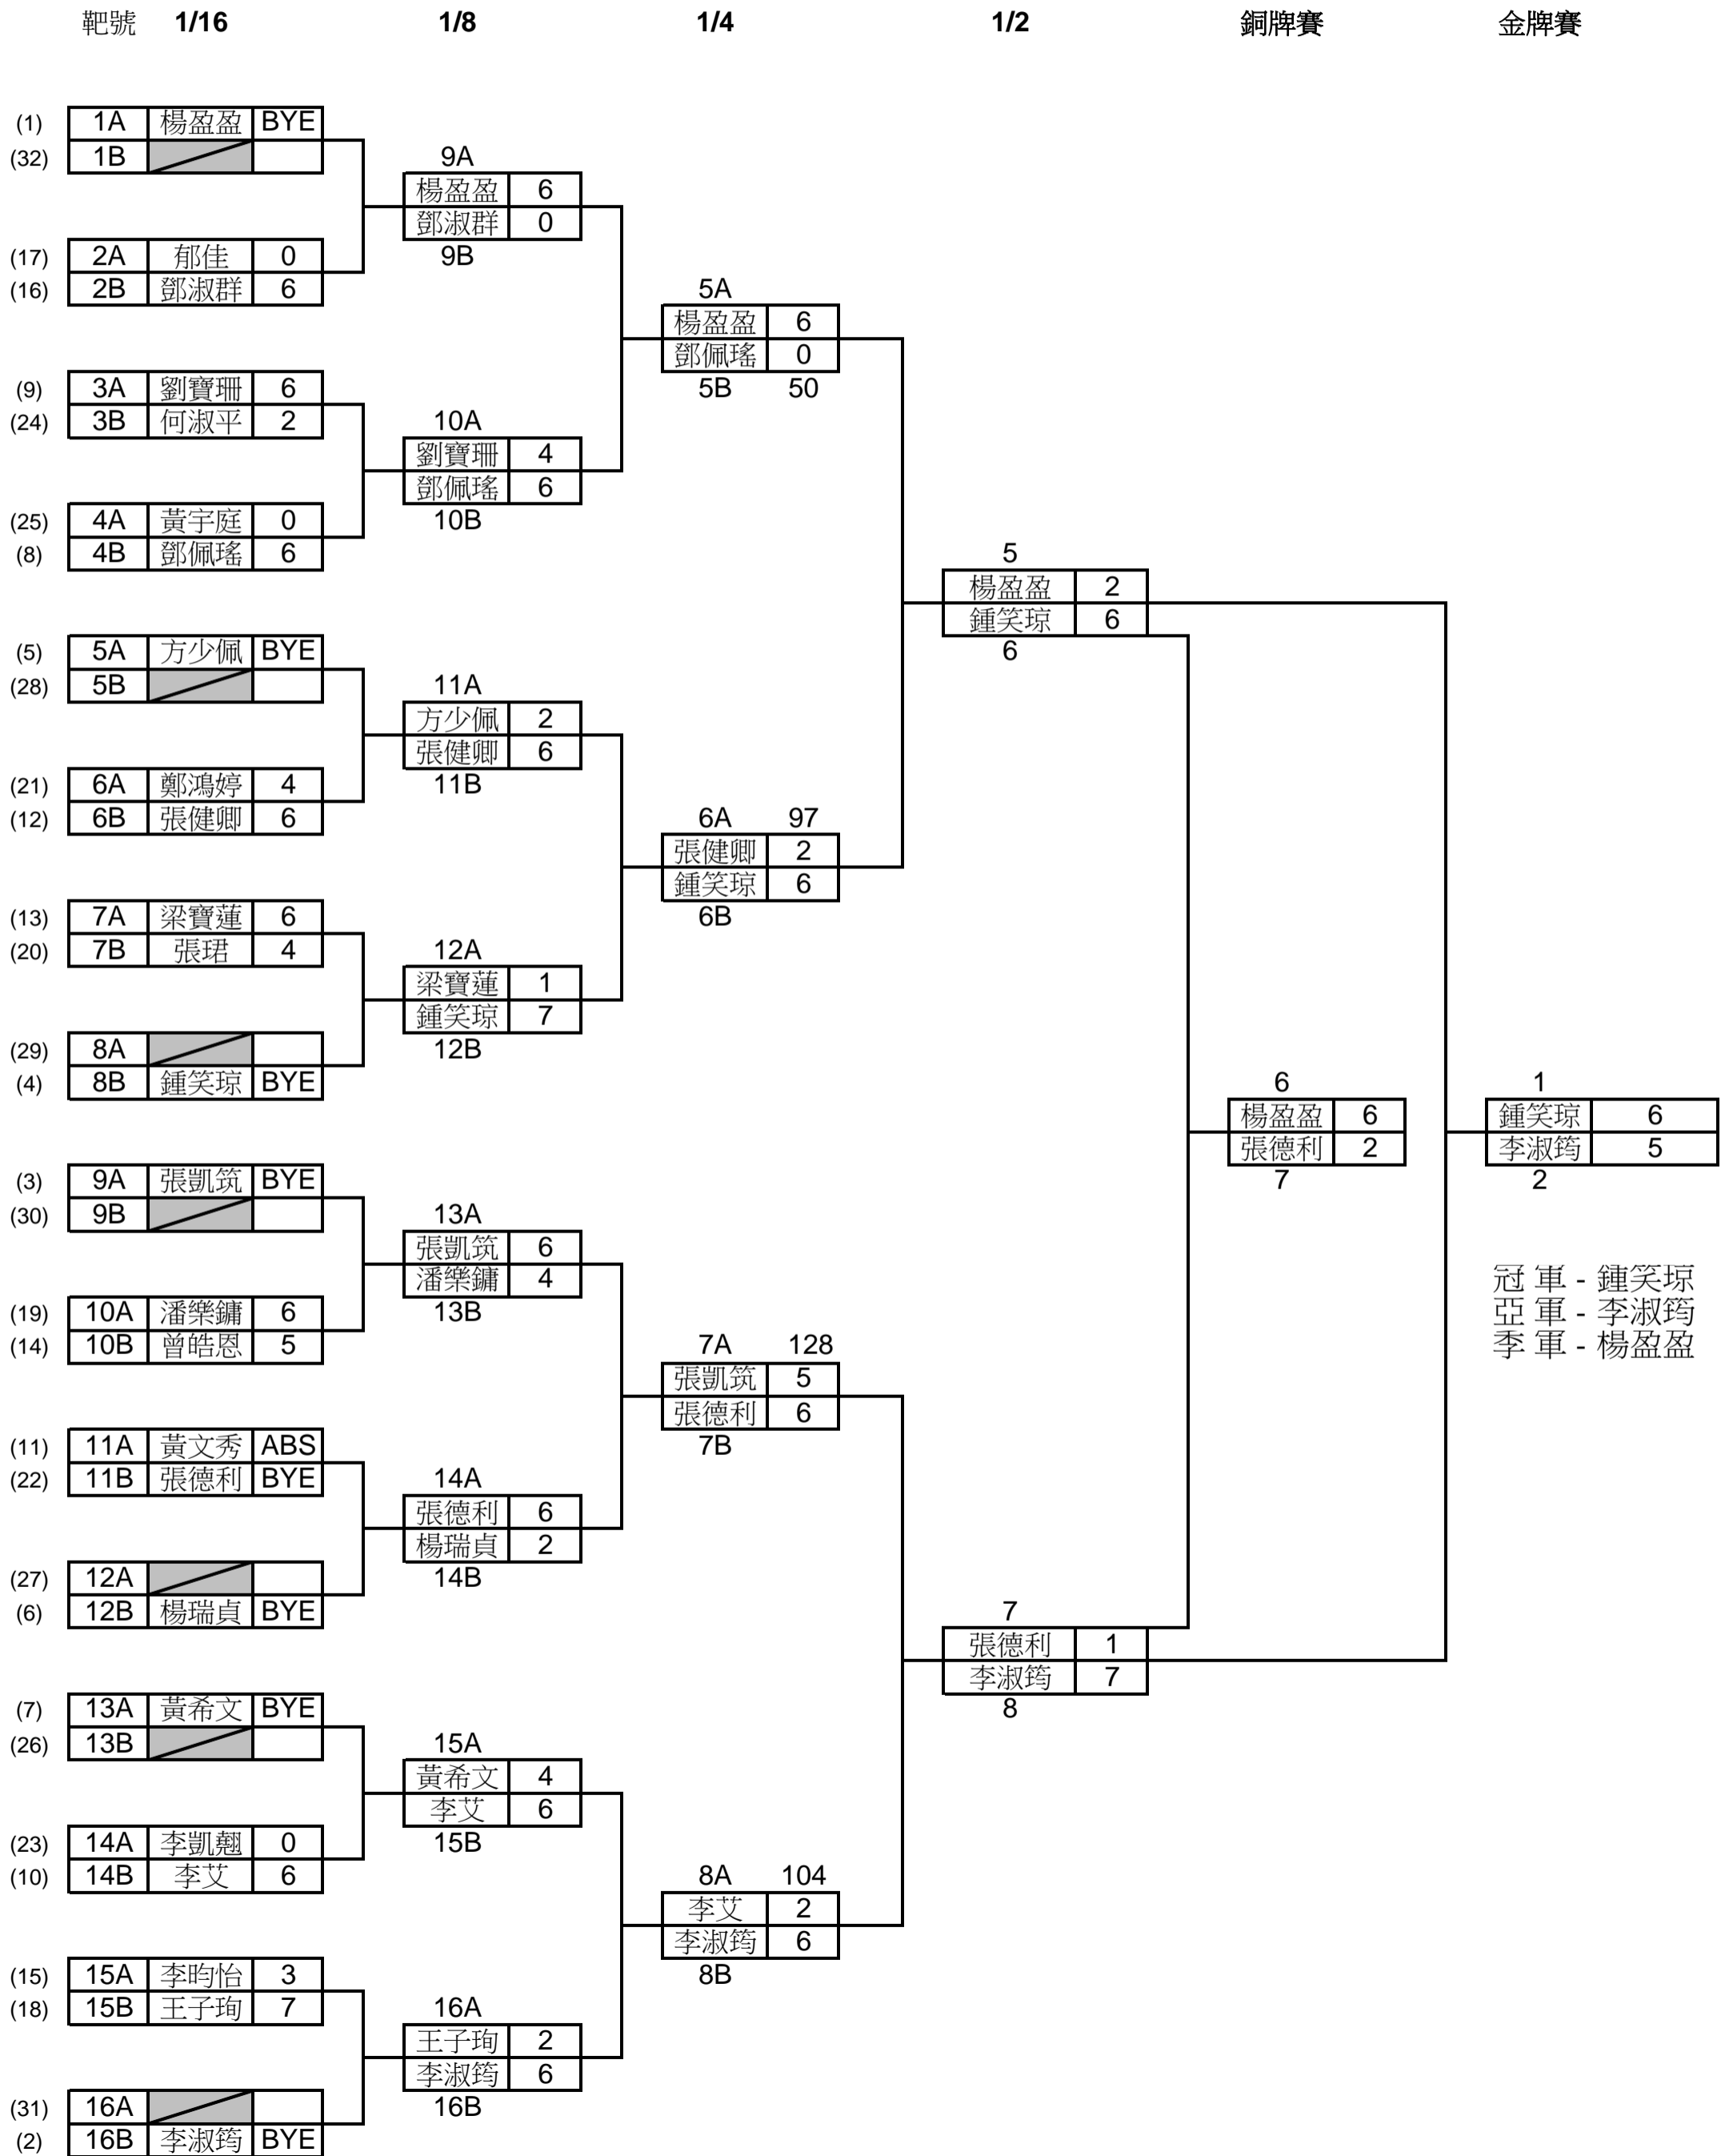 靶號 1/16 1/8 1/4 1/2 銅牌賽 金牌賽
(1) 1A 楊盈盈 BYE
(32) 1B 9A
楊盈盈 6
鄧淑群 0
(17) 2A 郁佳 0 9B
(16) 2B 鄧淑群 6 5A
楊盈盈 6
鄧佩瑤 0
(9) 3A 劉寶珊 6 5B 50
(24) 3B 何淑平 2 10A
劉寶珊 4
鄧佩瑤 6
(25) 4A 黃宇庭 0 10B
(8) 4B 鄧佩瑤 6 5
楊盈盈 2
鍾笑琼 6
(5) 5A 方少佩 BYE 6
(28) 5B 11A
方少佩 2
張健卿 6
(21) 6A 鄭鴻婷 4 11B
(12) 6B 張健卿 6 6A 97
張健卿 2
鍾笑琼 6
(13) 7A 梁寶蓮 6 6B
(20) 7B 張珺 4 12A
梁寶蓮 1
鍾笑琼 7
(29) 8A 12B
(4) 8B 鍾笑琼 BYE 6 1
楊盈盈 6 鍾笑琼 6
張德利 2 李淑筠 5
(3) 9A 張凱筑 BYE 7 2
(30) 9B 13A
張凱筑 6
潘樂鏞 4 冠 軍 - 鍾笑琼
(19) 10A 潘樂鏞 6 13B 亞 軍 - 李淑筠
(14) 10B 曾皓恩 5 7A 128 季 軍 - 楊盈盈
張凱筑 5
張德利 6
(11) 11A 黃文秀 ABS 7B
(22) 11B 張德利 BYE 14A
張德利 6
楊瑞貞 2
(27) 12A 14B
(6) 12B 楊瑞貞 BYE 7
張德利 1
李淑筠 7
(7) 13A 黃希文 BYE 8
(26) 13B 15A
黃希文 4
李艾 6
(23) 14A 李凱翹 0 15B
(10) 14B 李艾 6 8A 104
李艾 2
李淑筠 6
(15) 15A 李昀怡 3 8B
(18) 15B 王子珣 7 16A
王子珣 2
李淑筠 6
(31) 16A 16B
(2) 16B 李淑筠 BYE